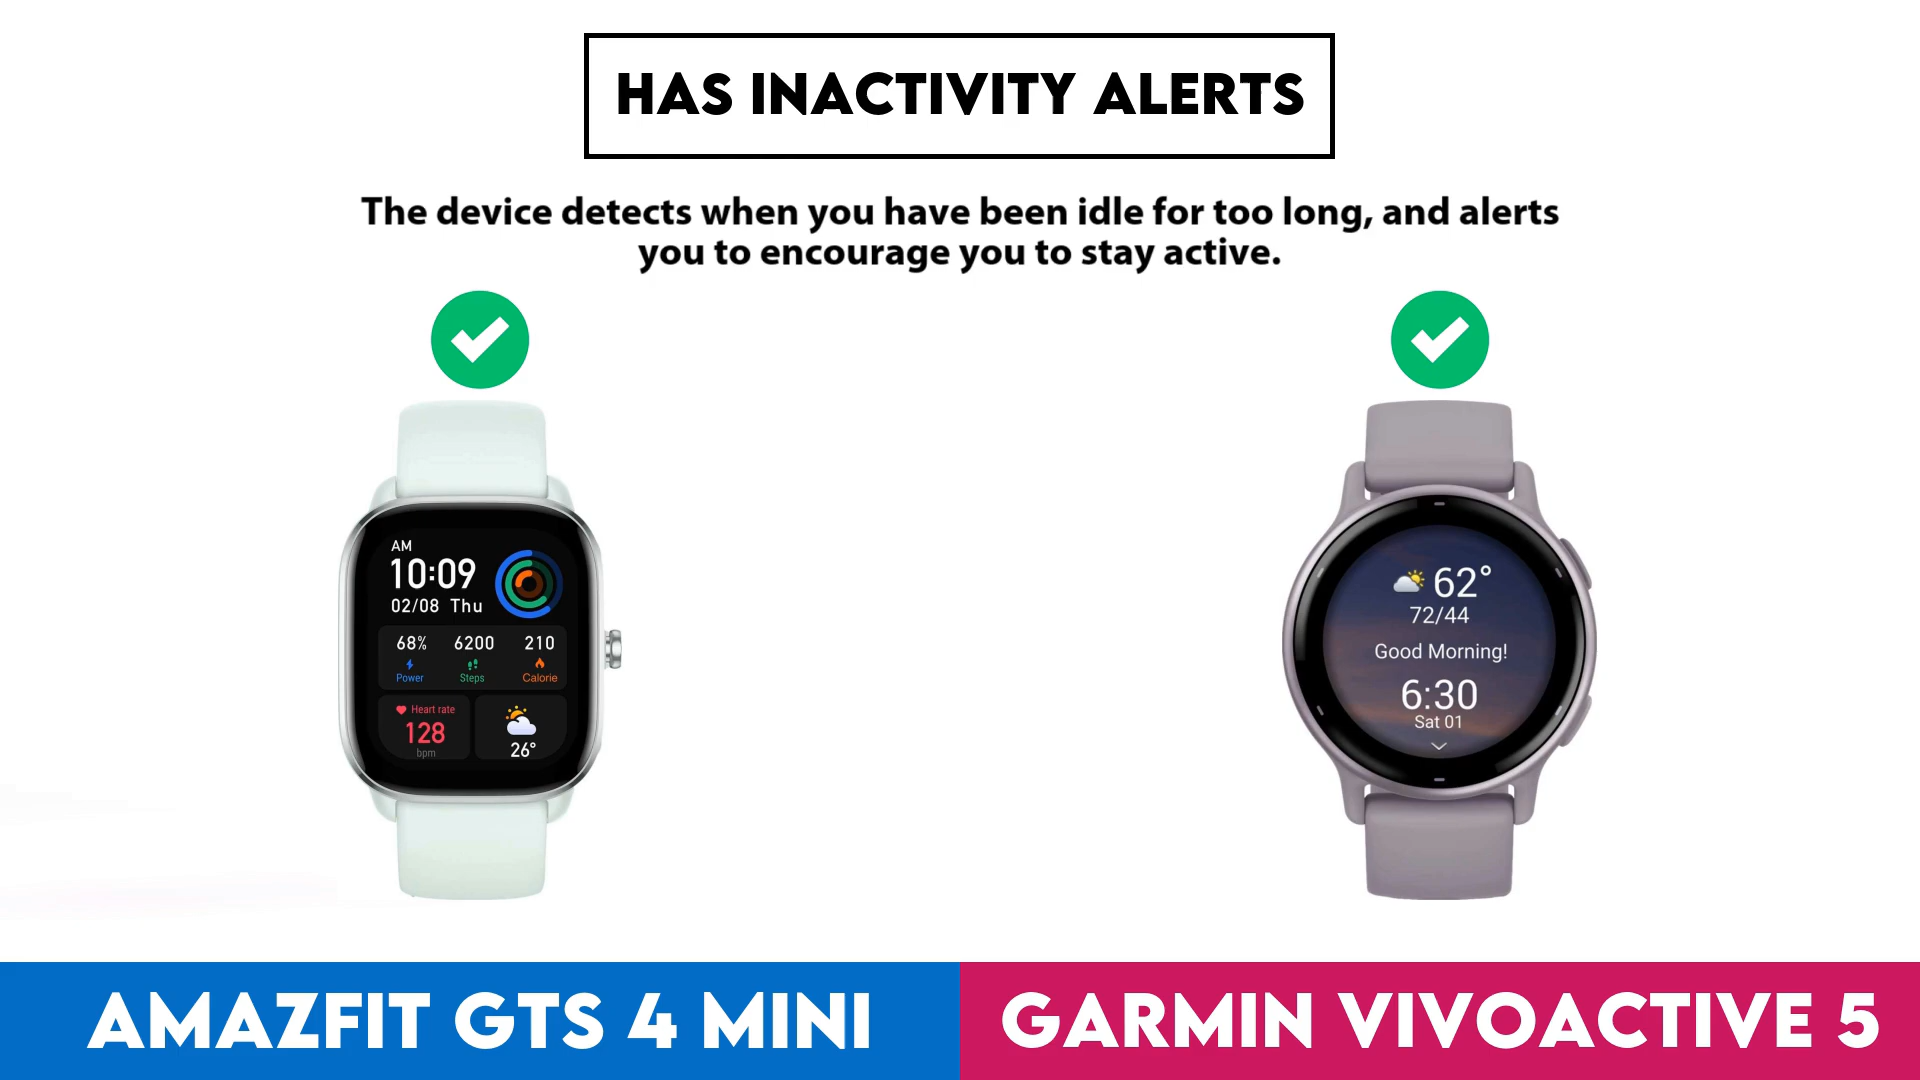 HAS INACTIVITY ALERTS
The device detects when you have been idle for too long, and alerts
you to encourage you to stay active.
AM
10:09
02/08 Thu
68% 6200 210
Power Steps Calorie
Heart rate
128
bpm
26°
62°
72/44
Good Morning!
6:30
Sat 01
AMAZFIT GTS 4 MINI
GARMIN VIVOACTIVE 5